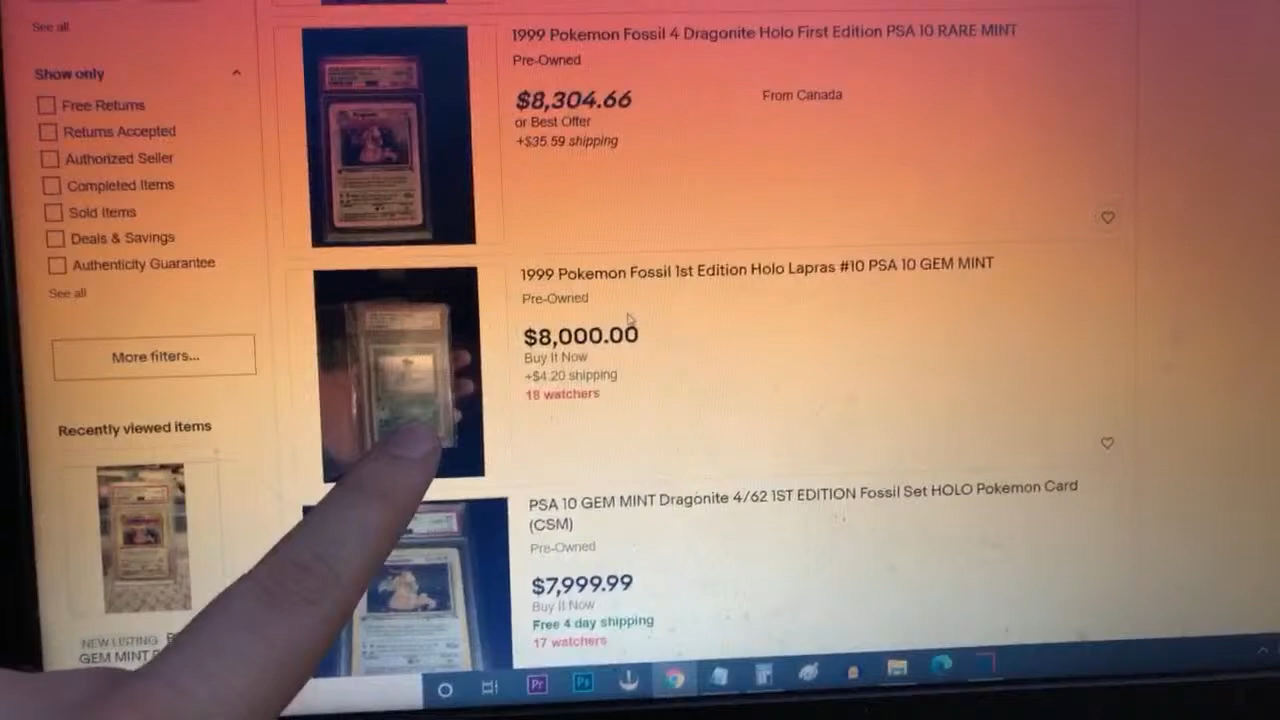 See all
Show only
Free Returns
Returns Accepted
Authorized Seller
Completed Items
Sold Items
Deals & Savings
Authenticity Guarantee
See all
More filters...
Recently viewed items
NEW LISTING
GEM MINT
1999 Pokemon Fossil 4 Dragonite Holo First Edition PSA 10 RARE MINT
Pre-Owned
$8,304.66
From Canada
or Best Offer
+$35.59 shipping
1999 Pokemon Fossil 1st Edition Holo Lapras #10 PSA 10 GEM MINT
Pre-Owned
$8,000.00
Buy It Now
+$4.20 shipping
18 watchers
PSA 10 GEM MINT Dragonite 4/62 1ST EDITION Fossil Set HOLO Pokemon Card
(CSM)
Pre-Owned
$7,999.99
Buy It Now
Free 4 day shipping
17 watchers
Pr
Ps